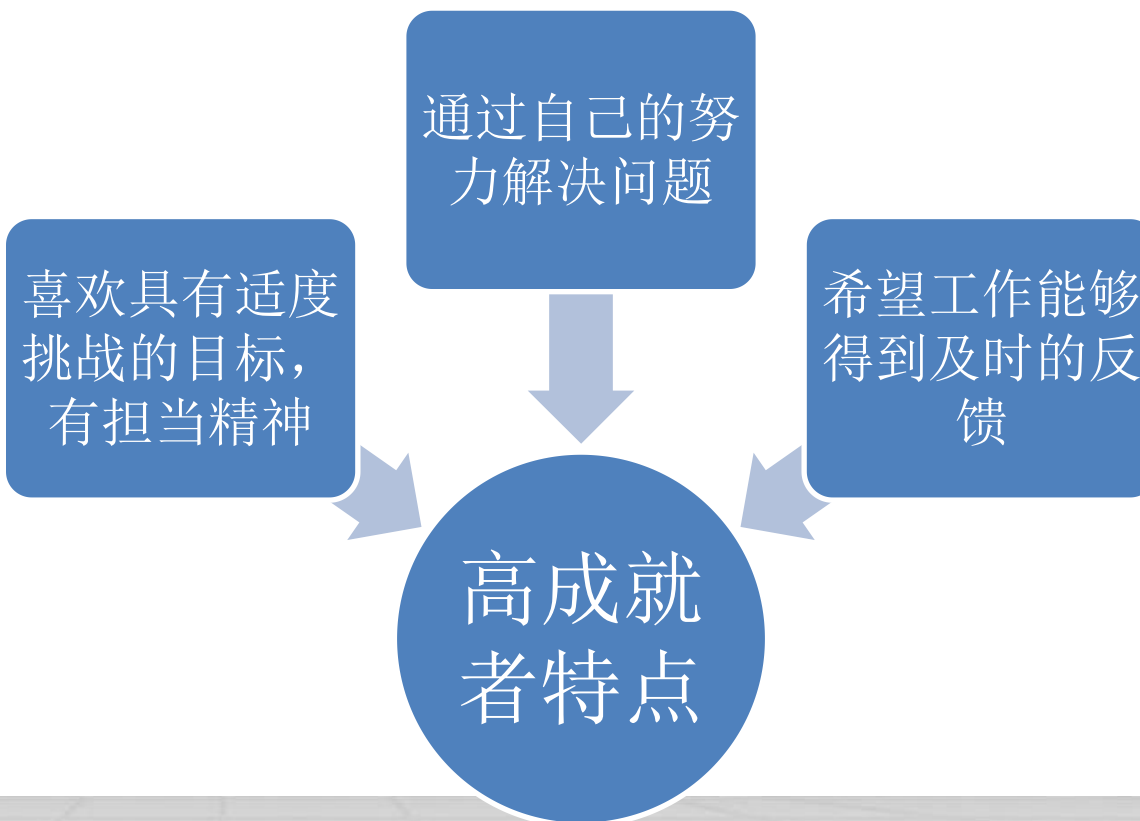 通过自己的努
力解决问题
喜欢具有适度
挑战的目标，
有担当精神
希望工作能够
得到及时的反
馈
高成就
者特点